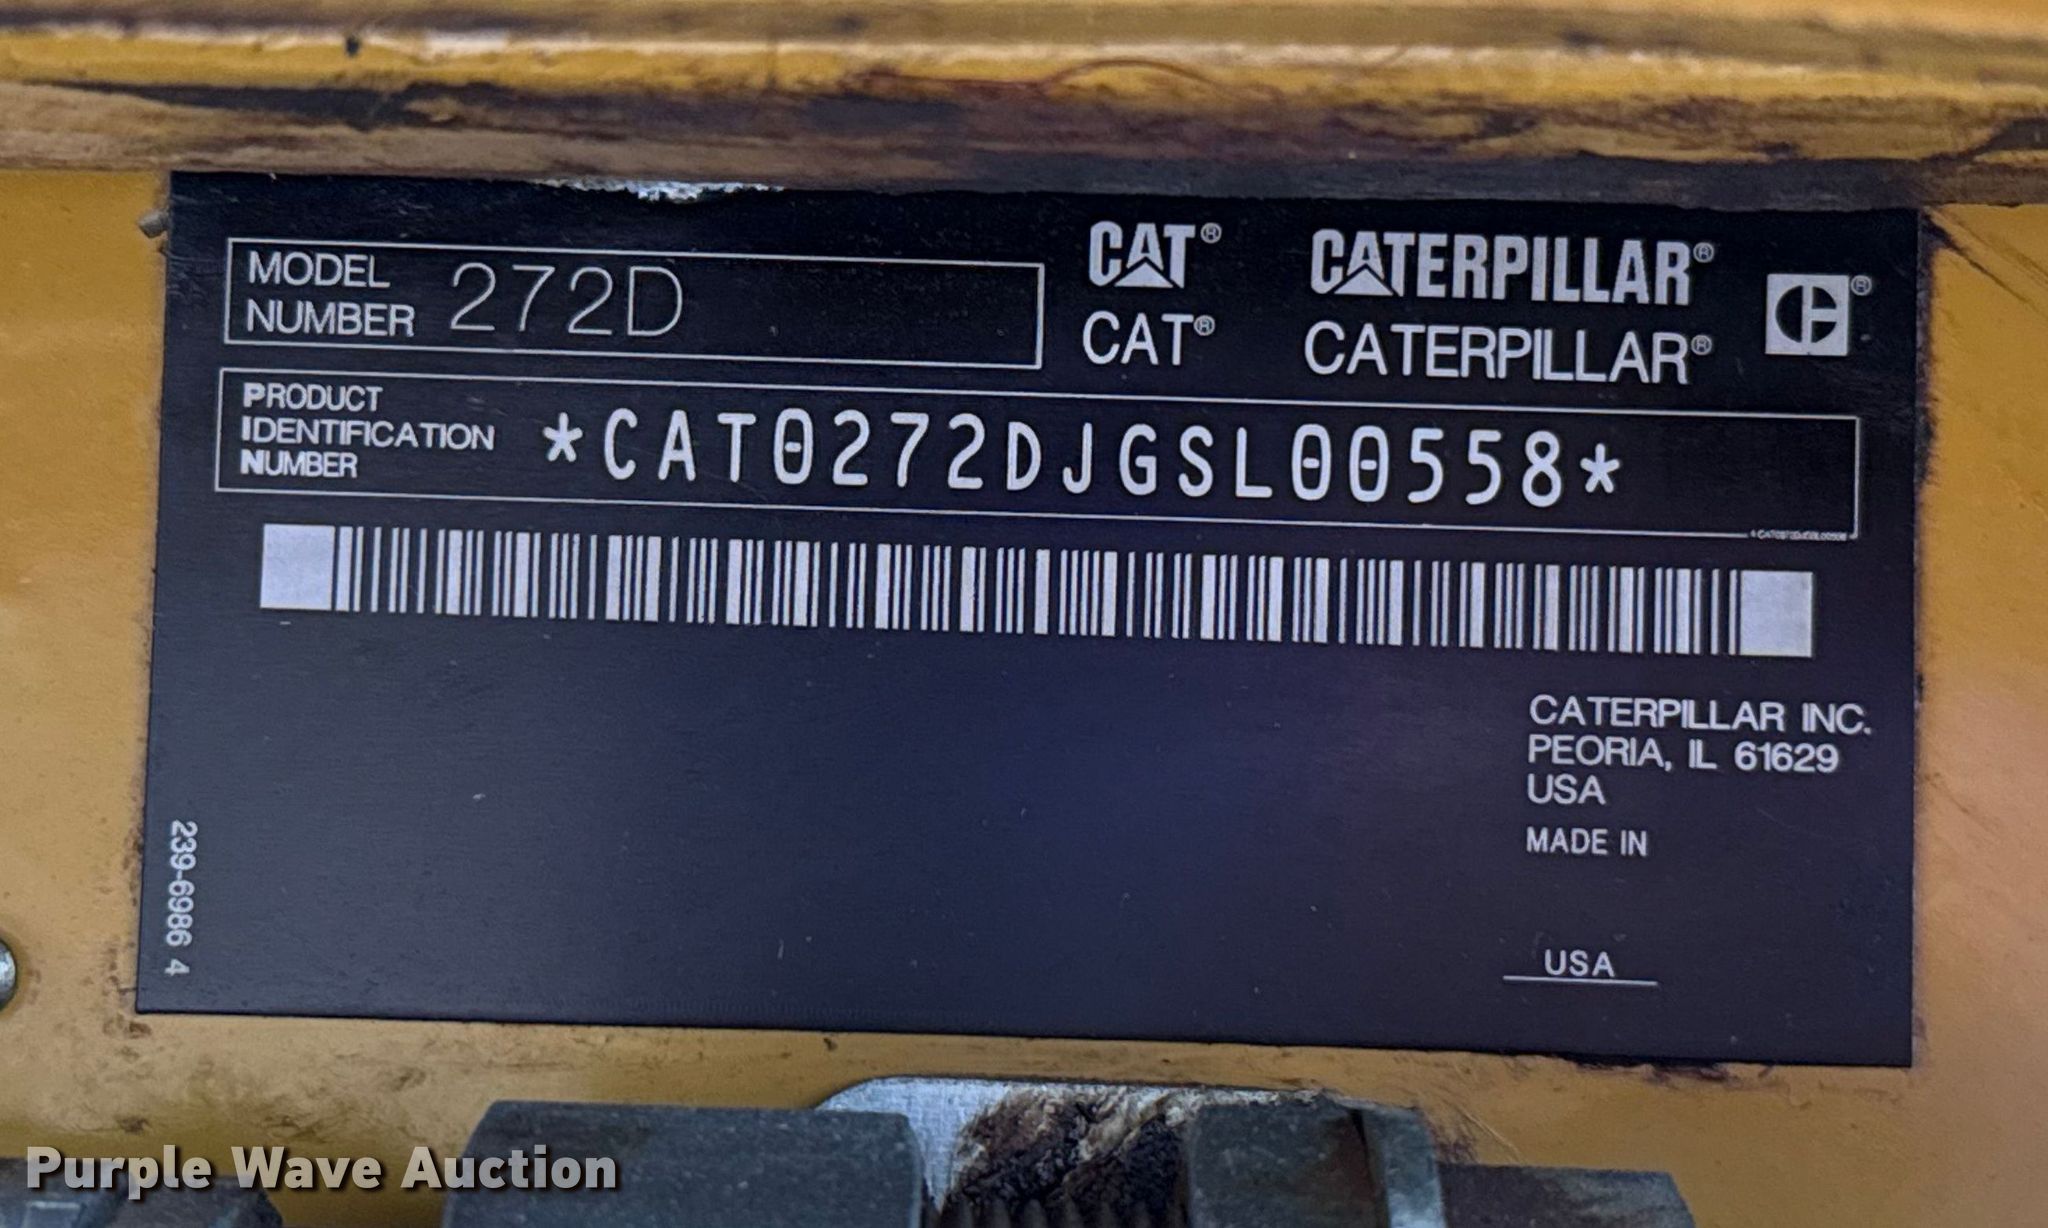 MODEL
NUMBER 272D
CAT® CATERPILLAR®
CAT® CATERPILLAR®
PRODUCT
IDENTIFICATION
NUMBER
*CAT0272DJGSL00558*
CATERPILLAR INC.
PEORIA, IL 61629
USA
MADE IN
USA
239-6986 4
Purple Wave Auction